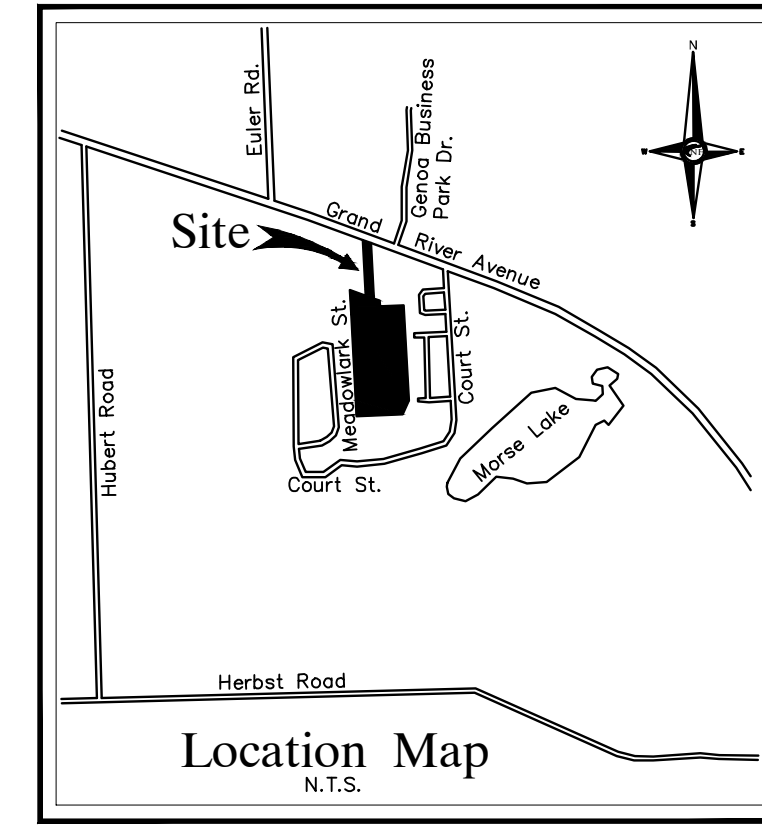 N
W
E
S
Euler Rd.
Genoa Business
Park Dr.
Grand River Avenue
Site
Meadowlark St.
Court St.
Hubert Road
Morse Lake
Court St.
Herbst Road
Location Map
N.T.S.